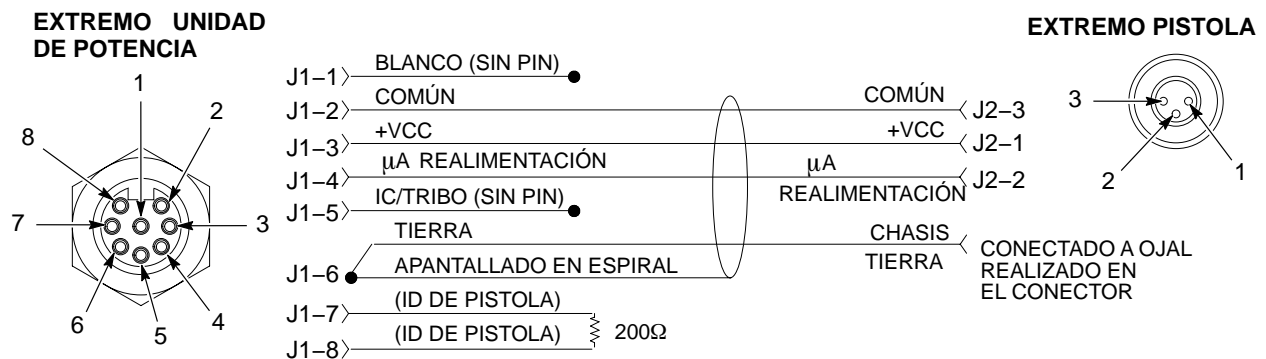 EXTREMO UNIDAD
DE POTENCIA
EXTREMO PISTOLA
1
2
8
7
3
6
5
4
J1–1 BLANCO (SIN PIN)
J1–2 COMÚN COMÚN J2–3
J1–3 +VCC +VCC J2–1
J1–4 µA REALIMENTACIÓN µA
REALIMENTACIÓN J2–2
J1–5 IC/TRIBO (SIN PIN)
TIERRA CHASIS
TIERRA
CONECTADO A OJAL
REALIZADO EN
EL CONECTOR
J1–6 APANTALLADO EN ESPIRAL
J1–7 (ID DE PISTOLA)
200Ω
J1–8 (ID DE PISTOLA)
3
2
1